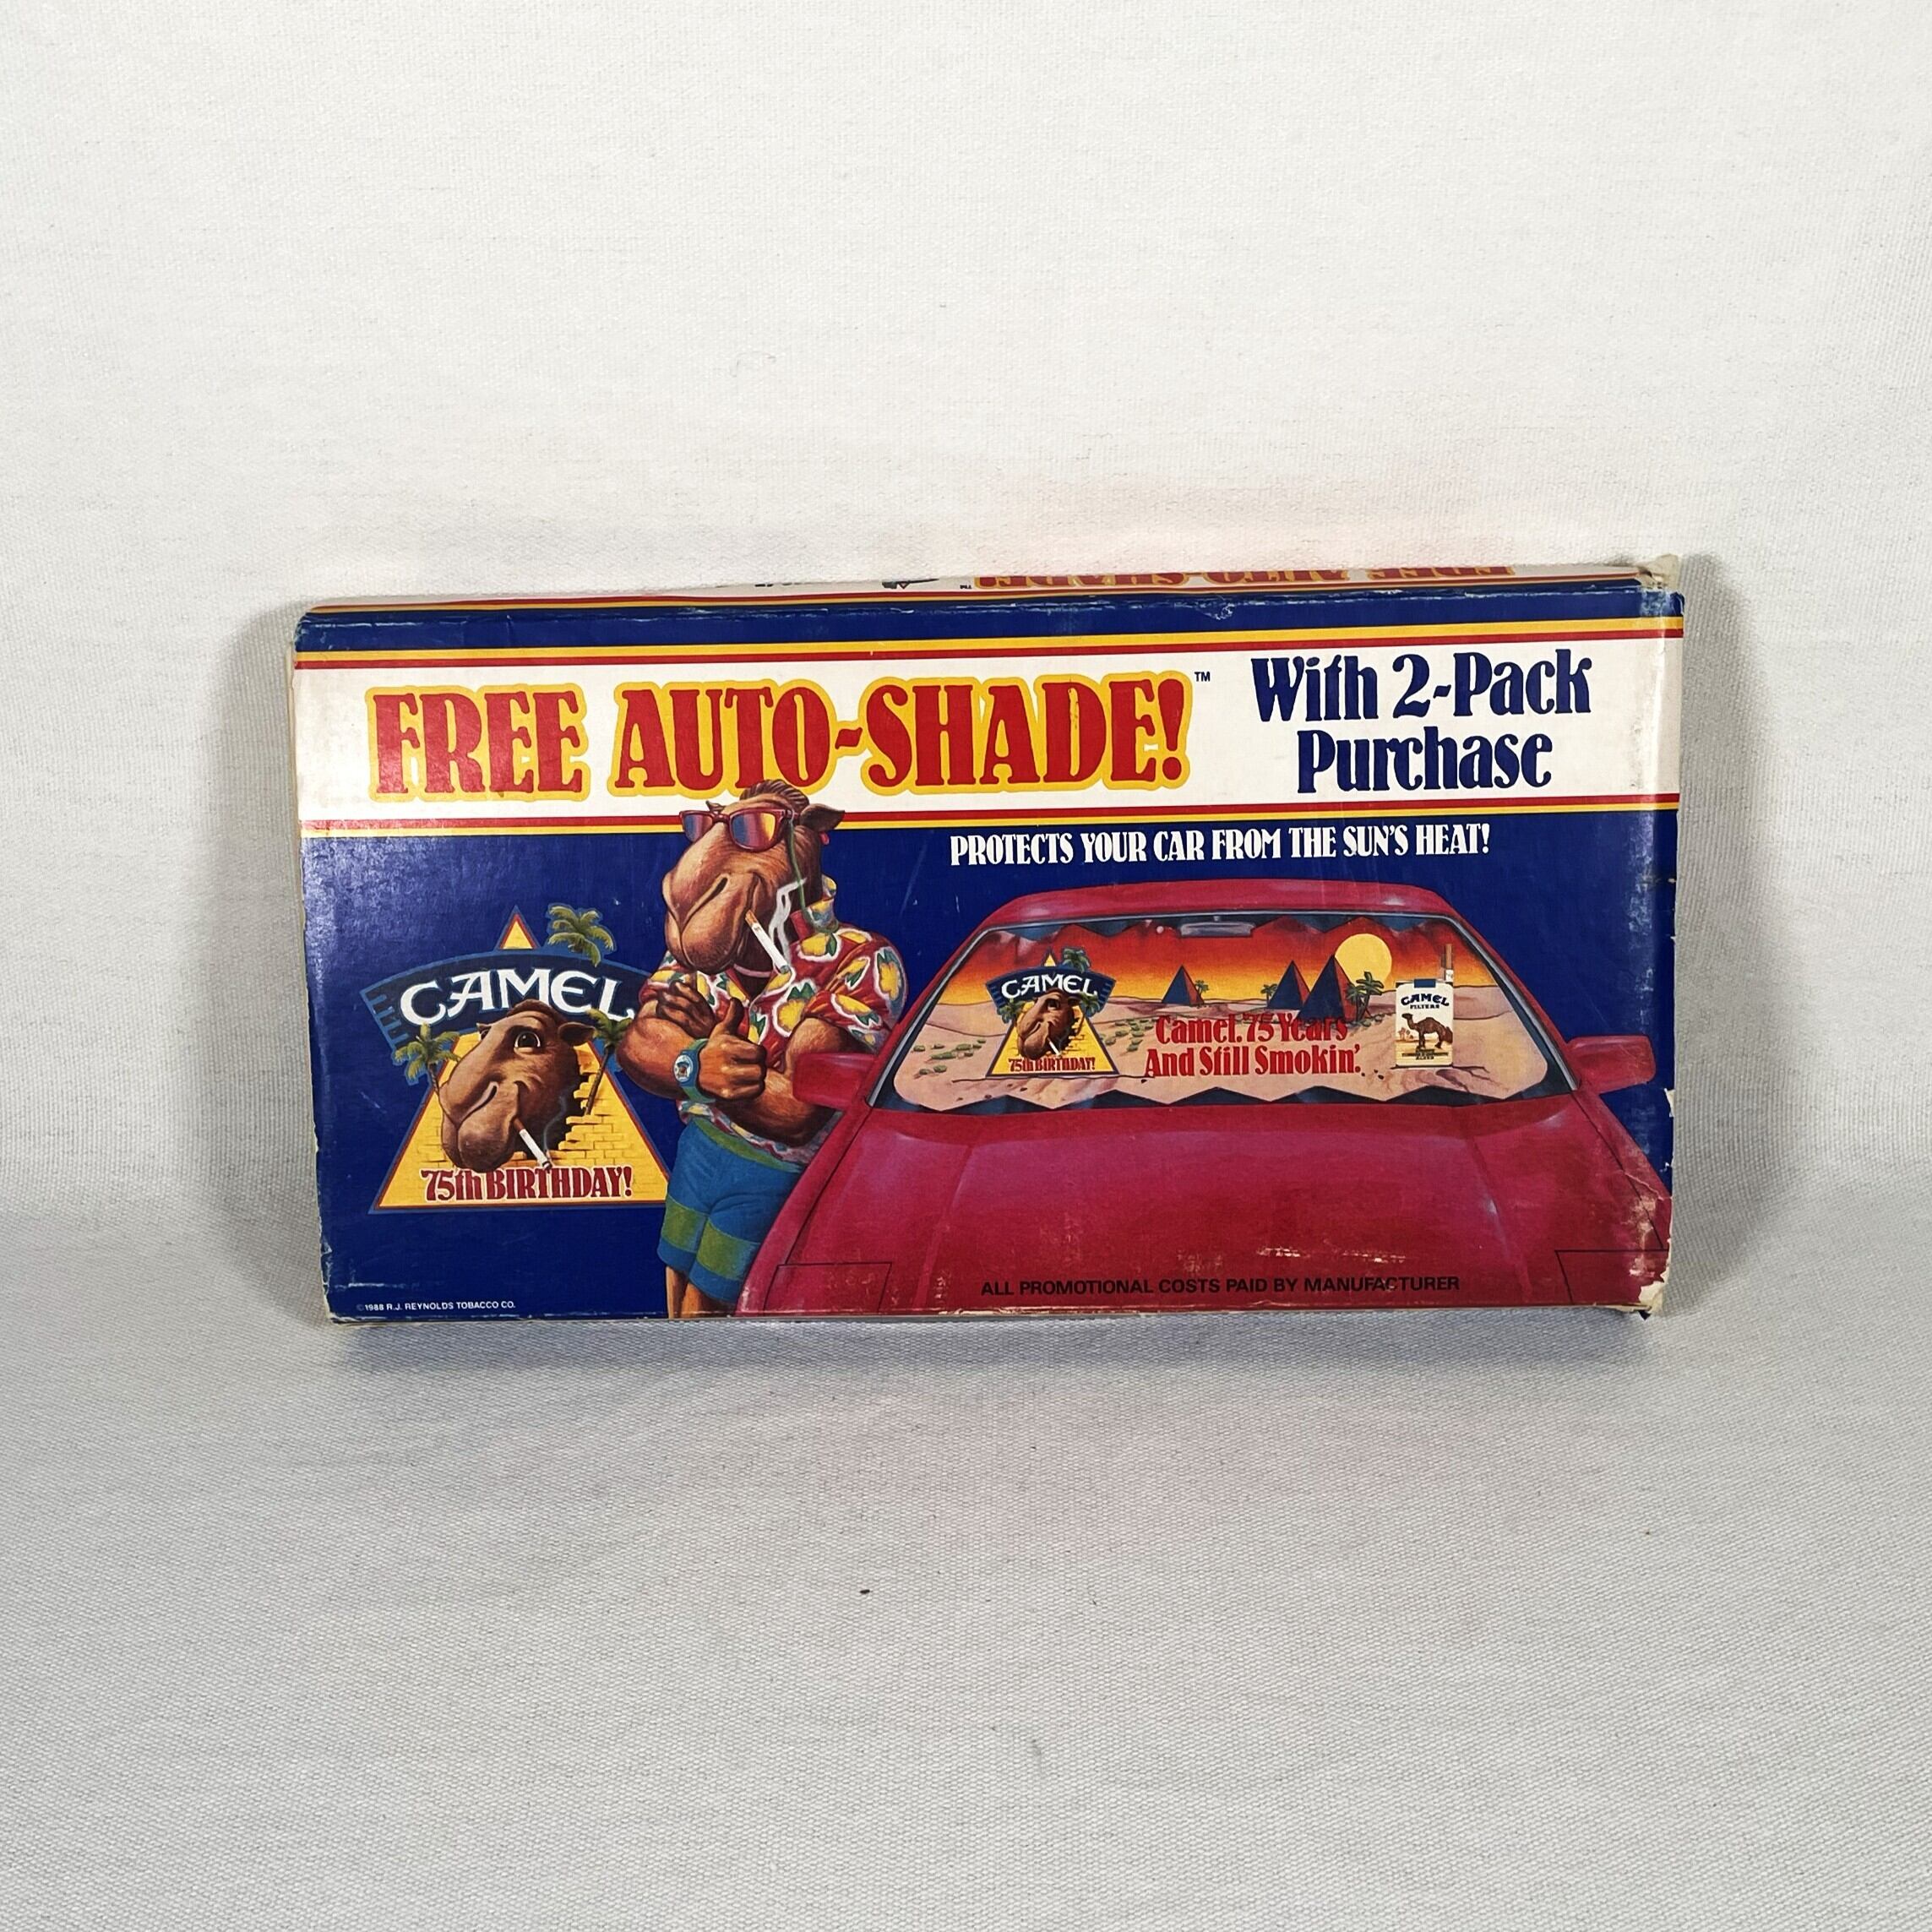 FREE AUTO-SHADE!™
With 2-Pack
Purchase
PROTECTS YOUR CAR FROM THE SUN'S HEAT!
CAMEL
75th BIRTHDAY!
CAMEL
75th BIRTHDAY!
Camel. 75 Years
And Still Smokin'.
CAMEL
FILTERS
ALL PROMOTIONAL COSTS PAID BY MANUFACTURER
©1988 R.J. REYNOLDS TOBACCO CO.